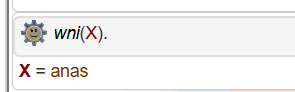 wni(X).
X = anas